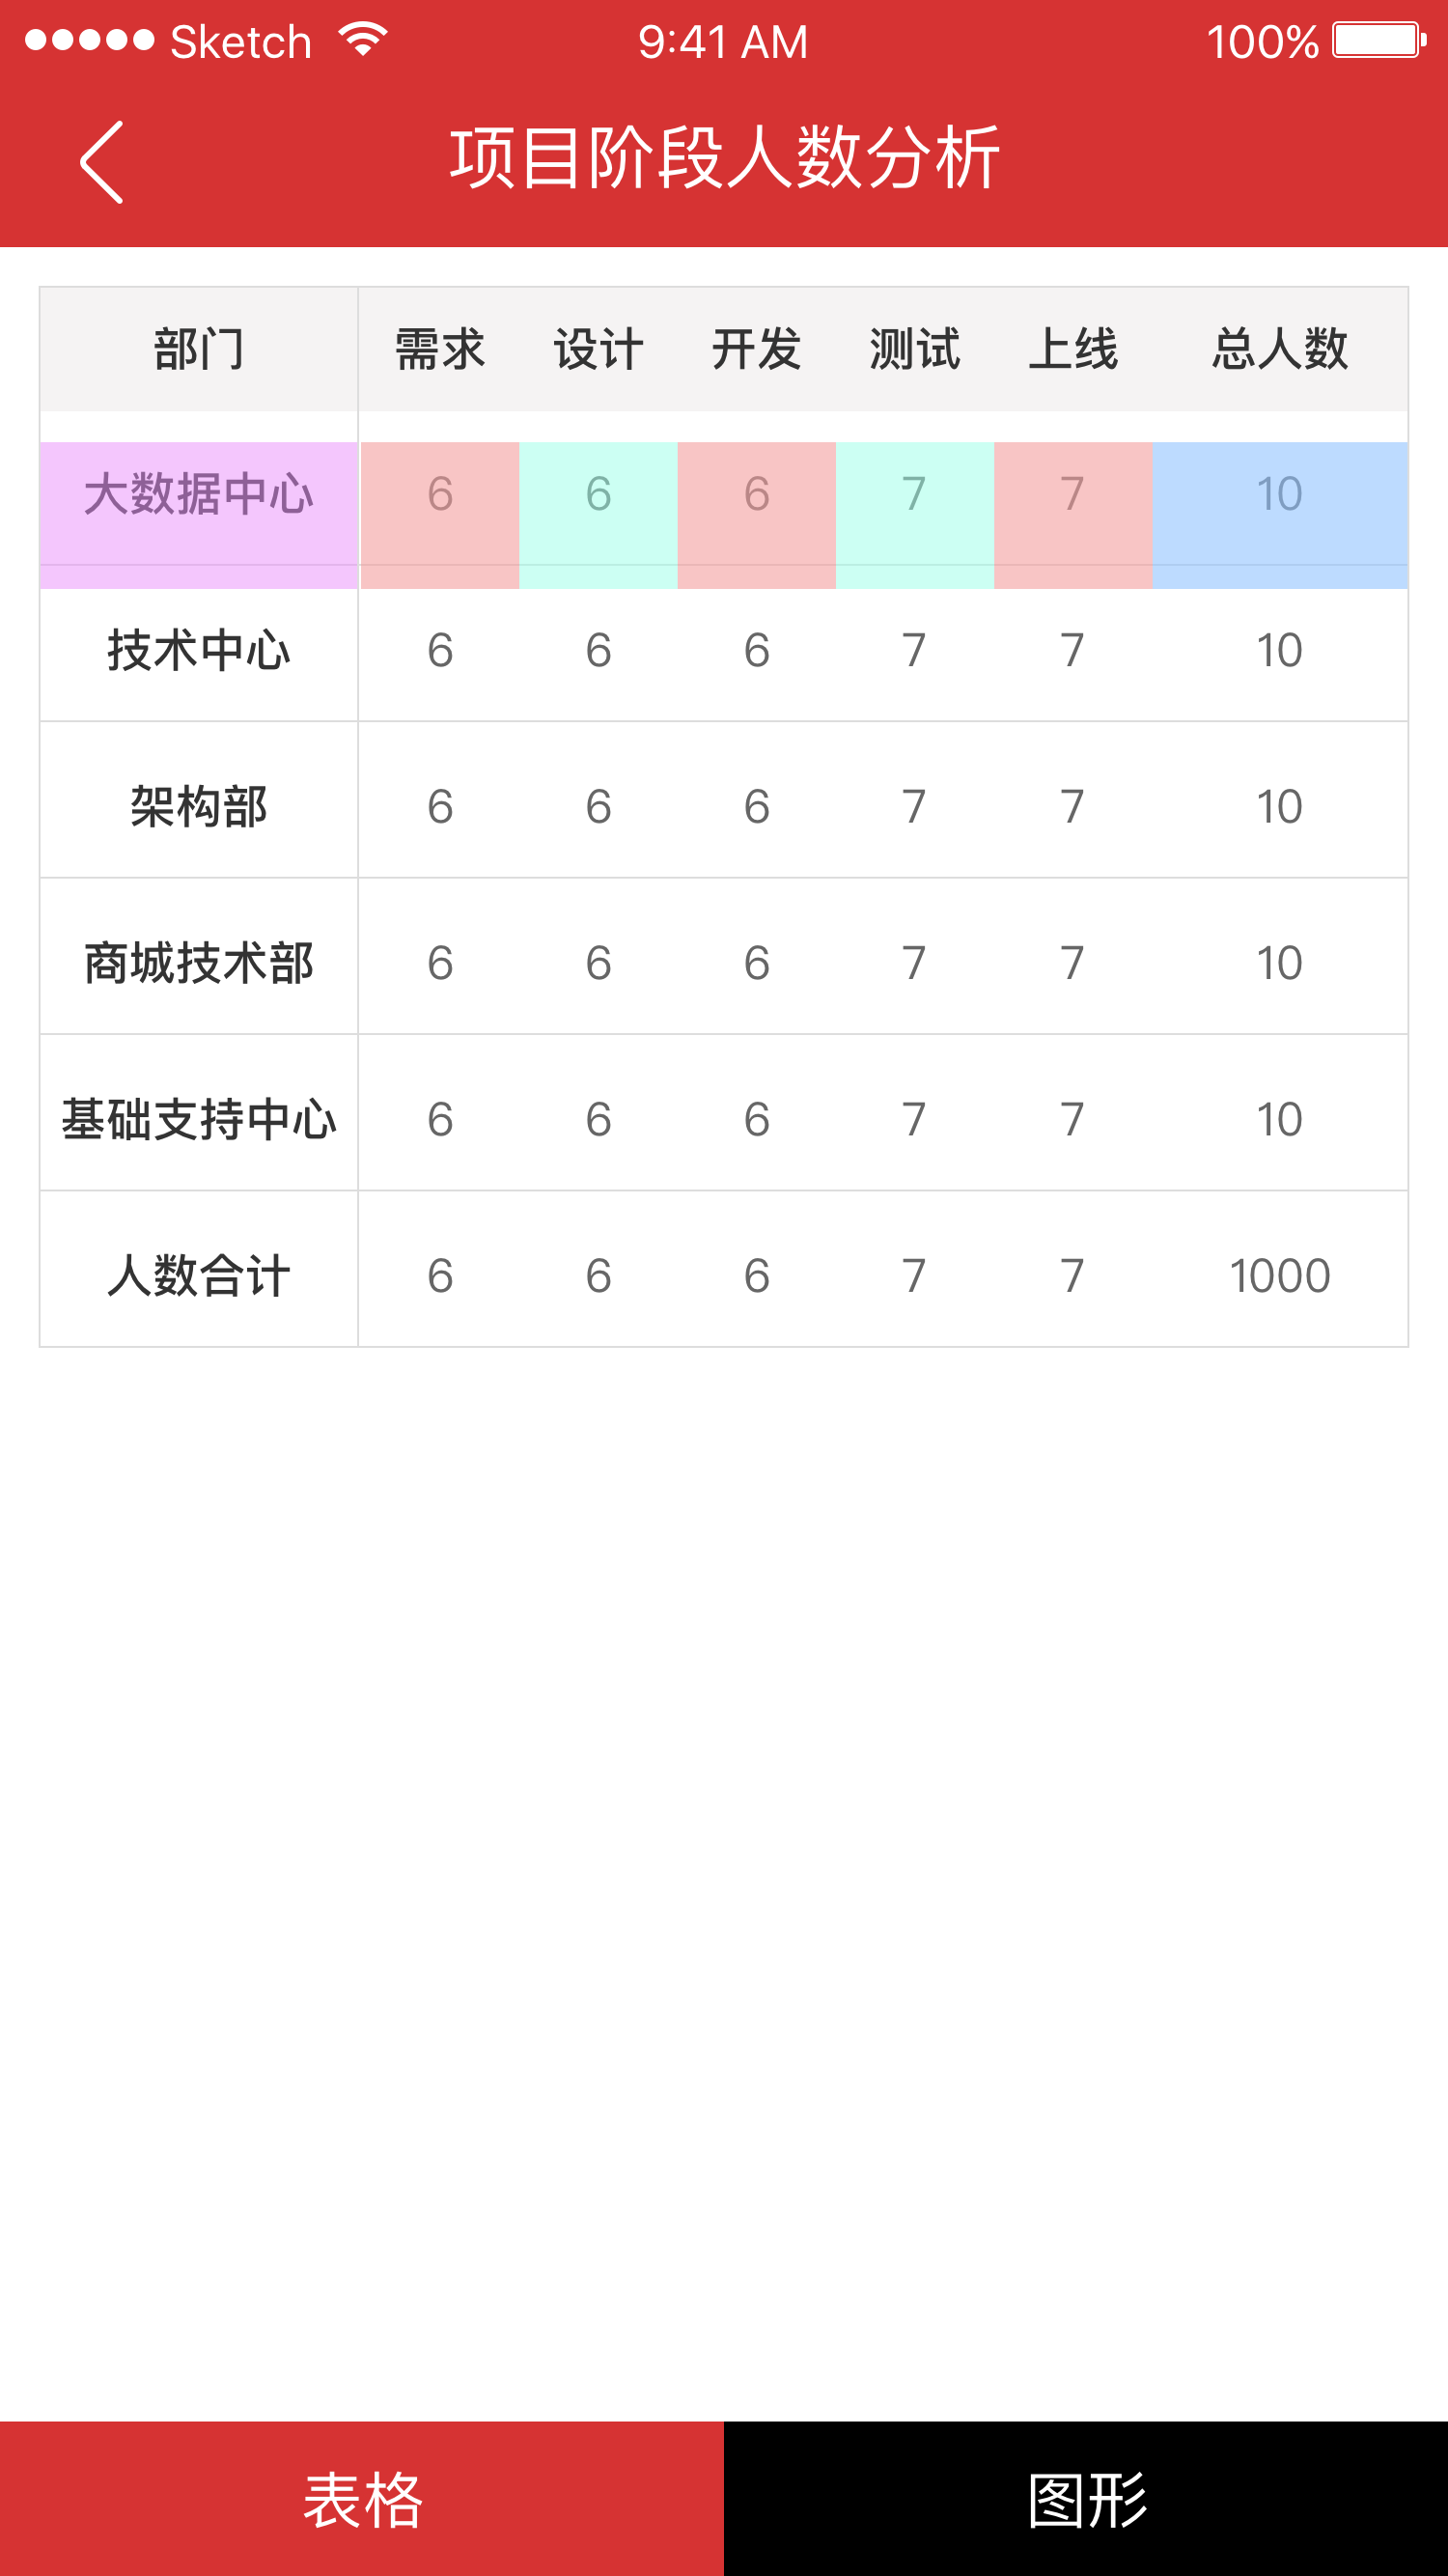 Sketch 9:41 AM 100%
项目阶段人数分析
部门 需求 设计 开发 测试 上线 总人数
大数据中心 6 6 6 7 7 10
技术中心 6 6 6 7 7 10
架构部 6 6 6 7 7 10
商城技术部 6 6 6 7 7 10
基础支持中心 6 6 6 7 7 10
人数合计 6 6 6 7 7 1000
表格 图形